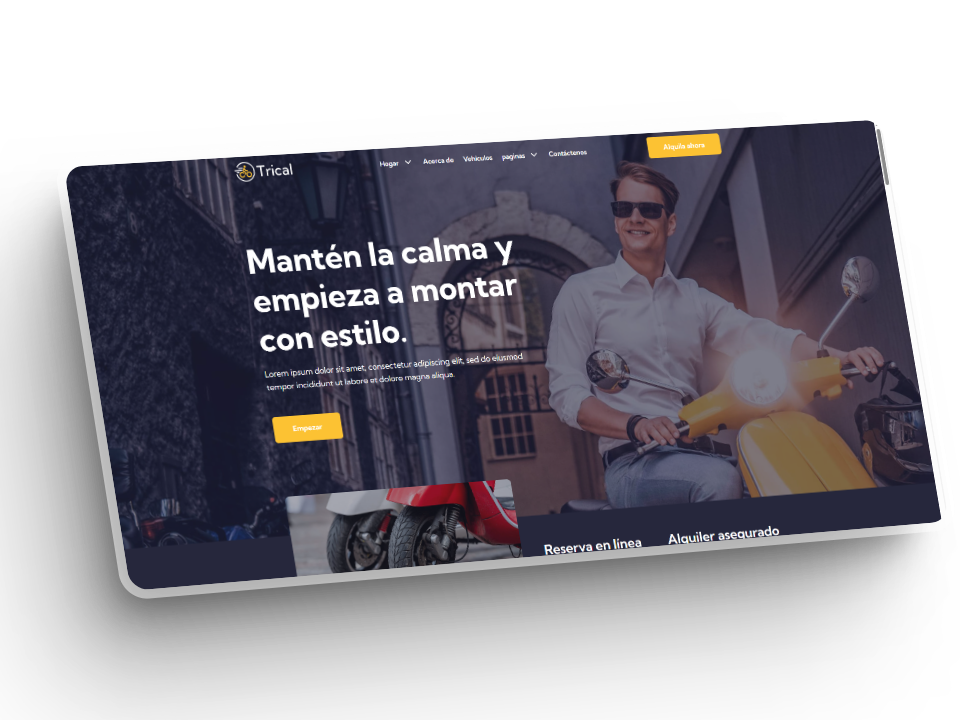 Trical
Hogar
Acerca de
Vehículos
paginas
Contáctenos
Alquila ahora
Mantén la calma y
empieza a montar
con estilo.
Lorem ipsum dolor sit amet, consectetur adipiscing elit, sed do eiusmod
tempor incididunt ut labore et dolore magna aliqua.
Empezar
Reserva en línea
Alquiler asegurado